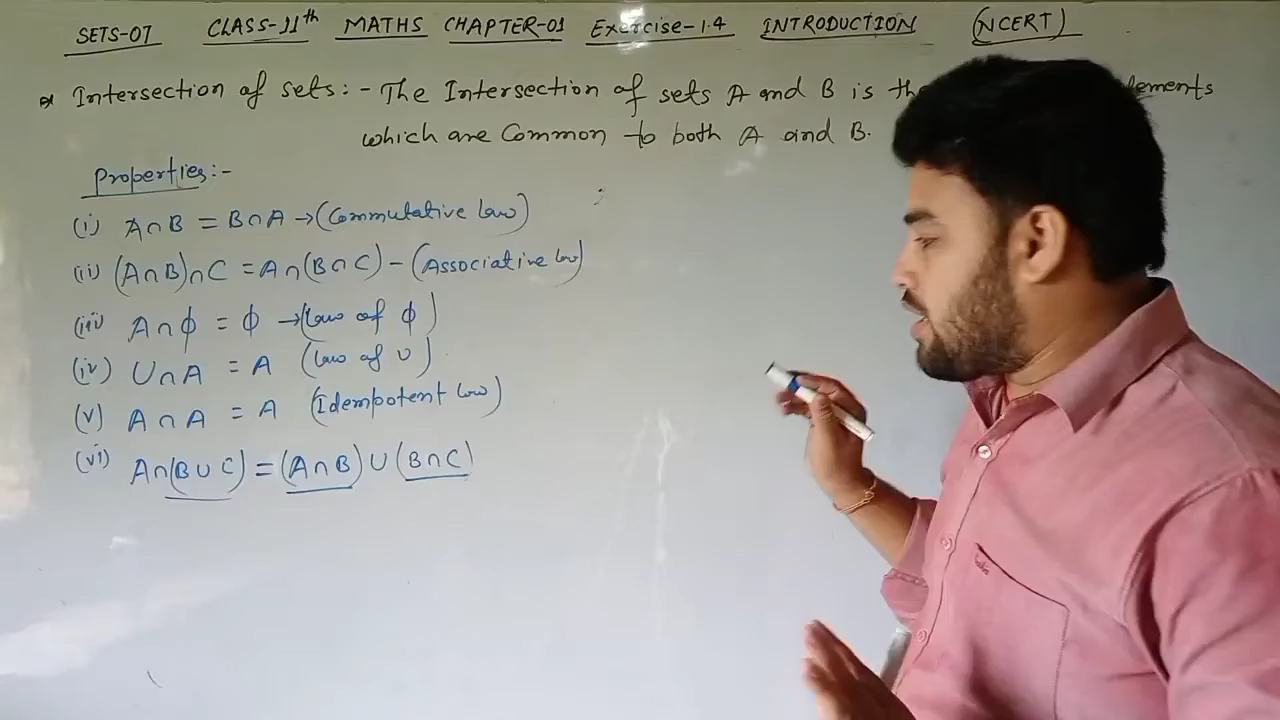 SETS-07 CLASS-11th MATHS CHAPTER-01 Exercise-1.4 INTRODUCTION (NCERT)
Intersection of sets:- The Intersection of sets A and B is the
which are Common to both A and B.
Properties:-
(i) A∩B = B∩A → (Commutative law)
(ii) (A∩B)∩C = A∩(B∩C) - (Associative law)
(iii) A∩ϕ = ϕ → (law of ϕ)
(iv) U∩A = A (law of U)
(v) A∩A = A (Idempotent law)
(vi) A∩(B∪C) = (A∩B) ∪ (B∩C)